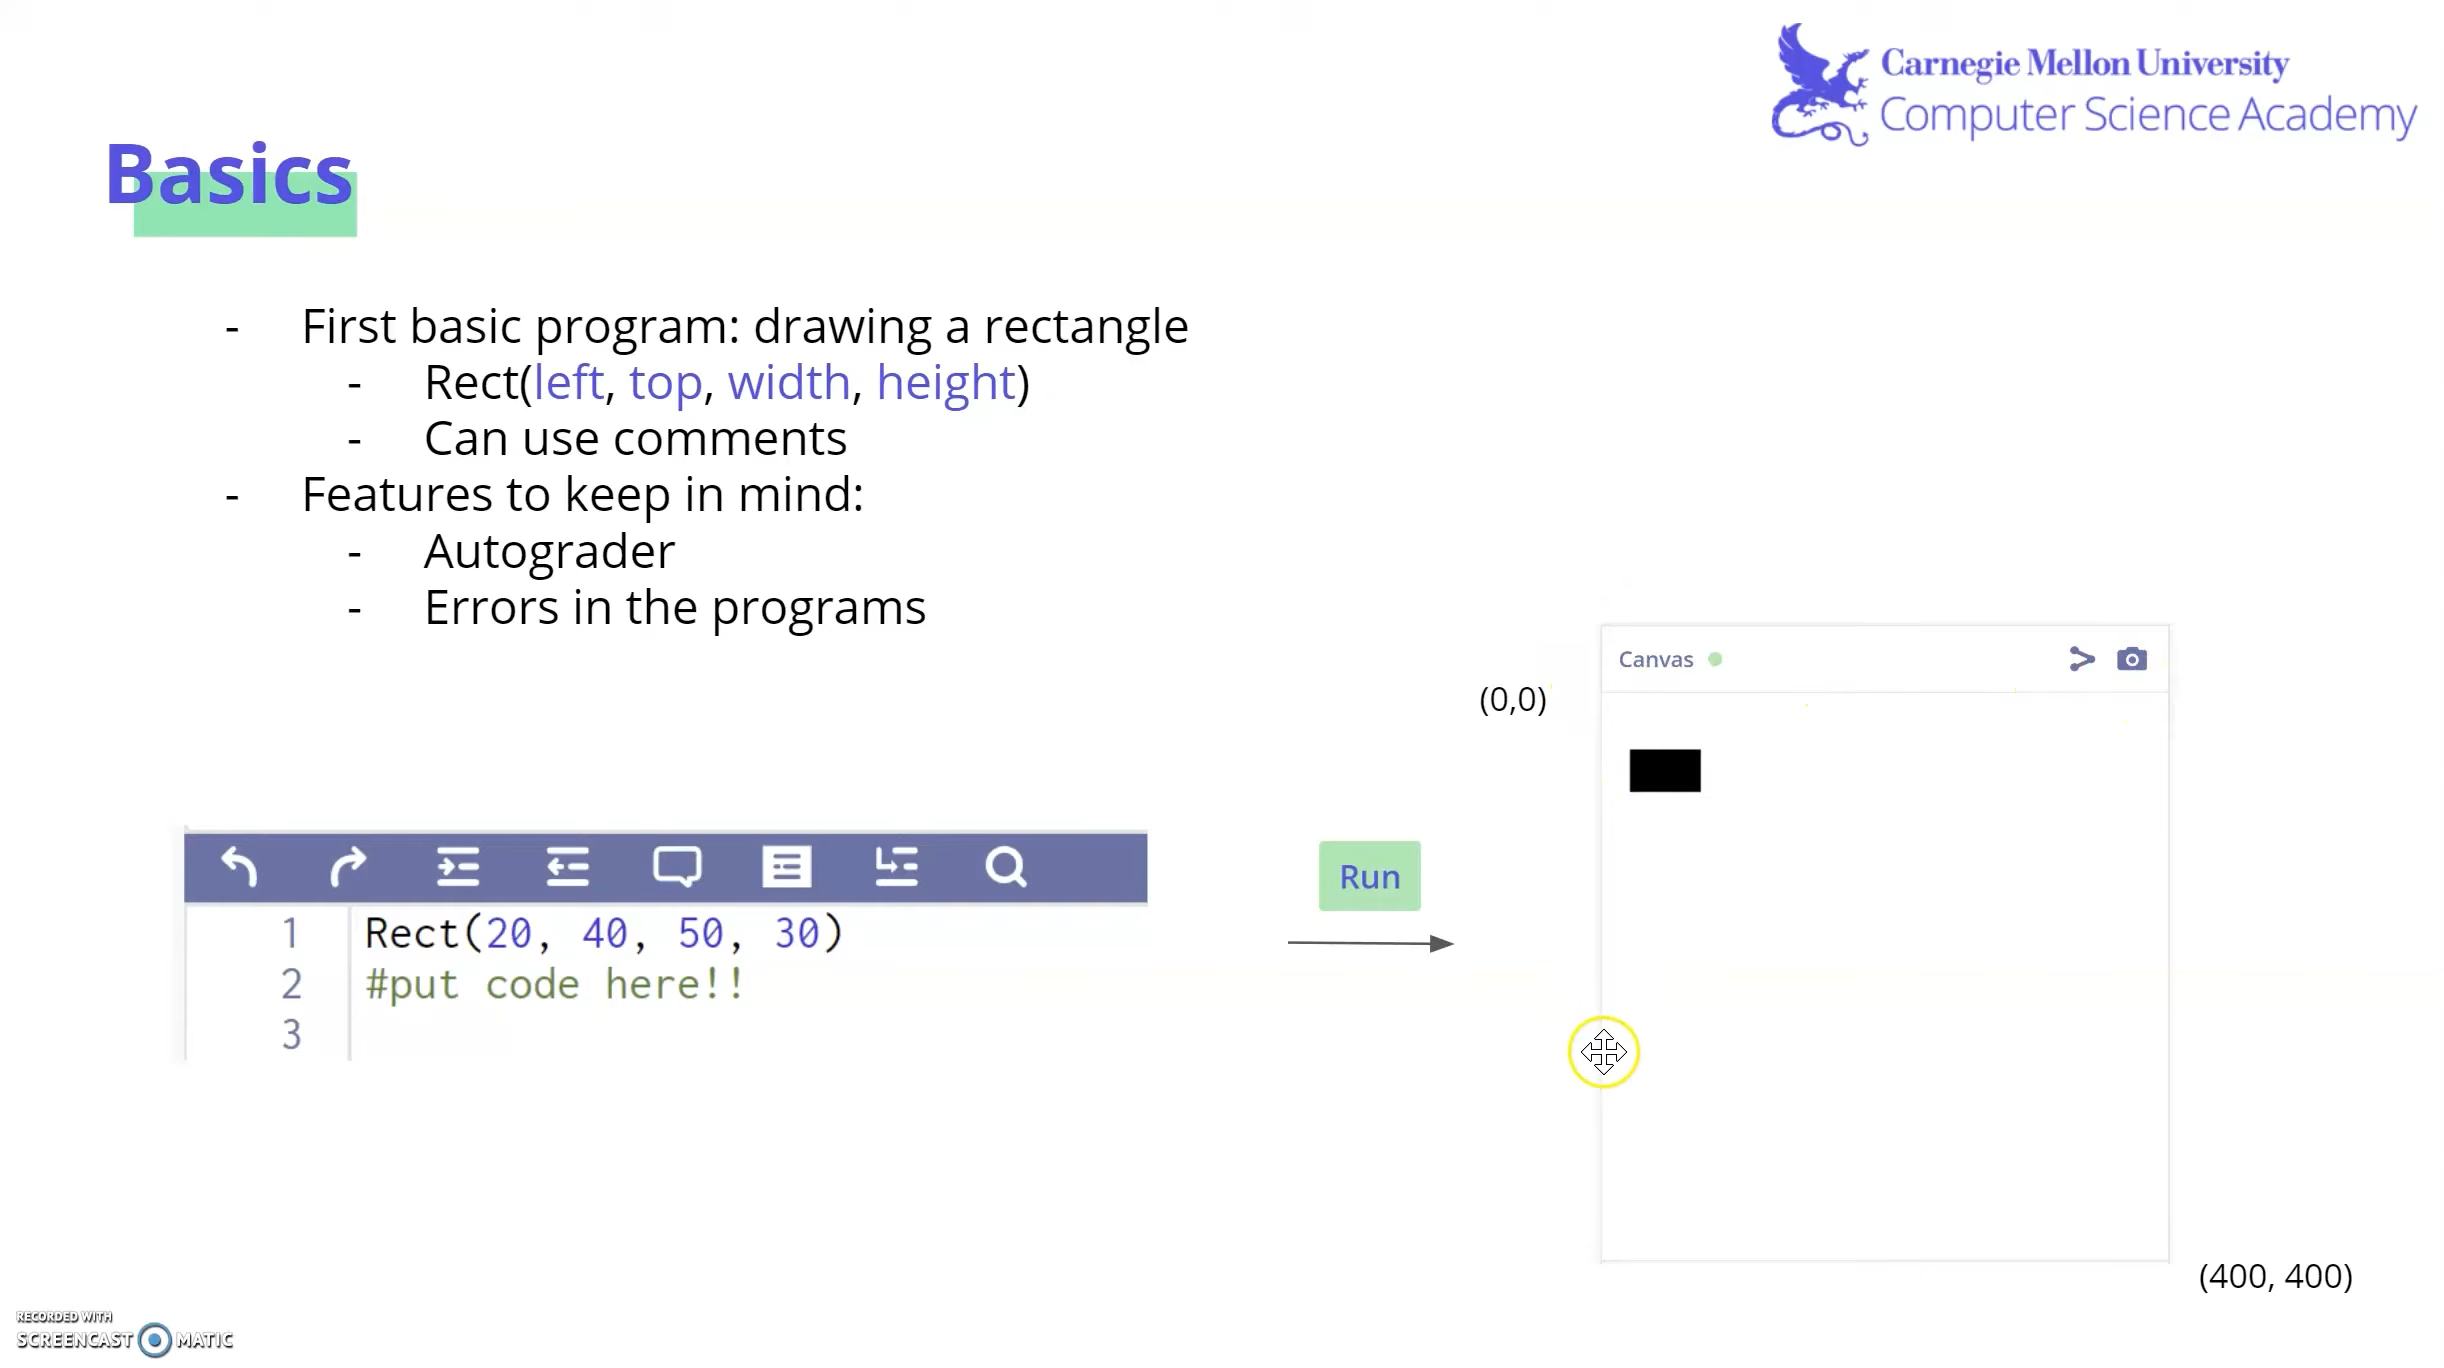 Carnegie Mellon University
Computer Science Academy
Basics
- First basic program: drawing a rectangle
- Rect(left, top, width, height)
- Can use comments
- Features to keep in mind:
- Autograder
- Errors in the programs
Canvas
(0,0)
Run
1 Rect(20, 40, 50, 30)
2 #put code here!!
3
(400, 400)
RECORDED WITH
SCREENCAST MATIC